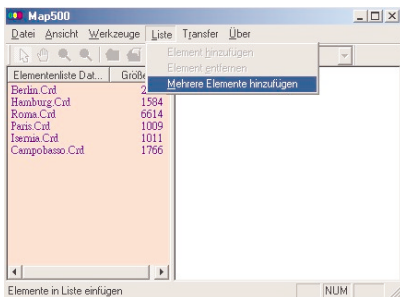 Map500
Datei Ansicht Werkzeuge Liste Transfer Über
Element hinzufügen
Element entfernen
Mehrere Elemente hinzufügen
Elementenliste Dat... Größe
Berlin.Crd 2
Hamburg.Crd 1584
Roma.Crd 6614
Paris.Crd 1009
Isernia.Crd 1011
Campobasso.Crd 1766
Elemente in Liste einfügen NUM